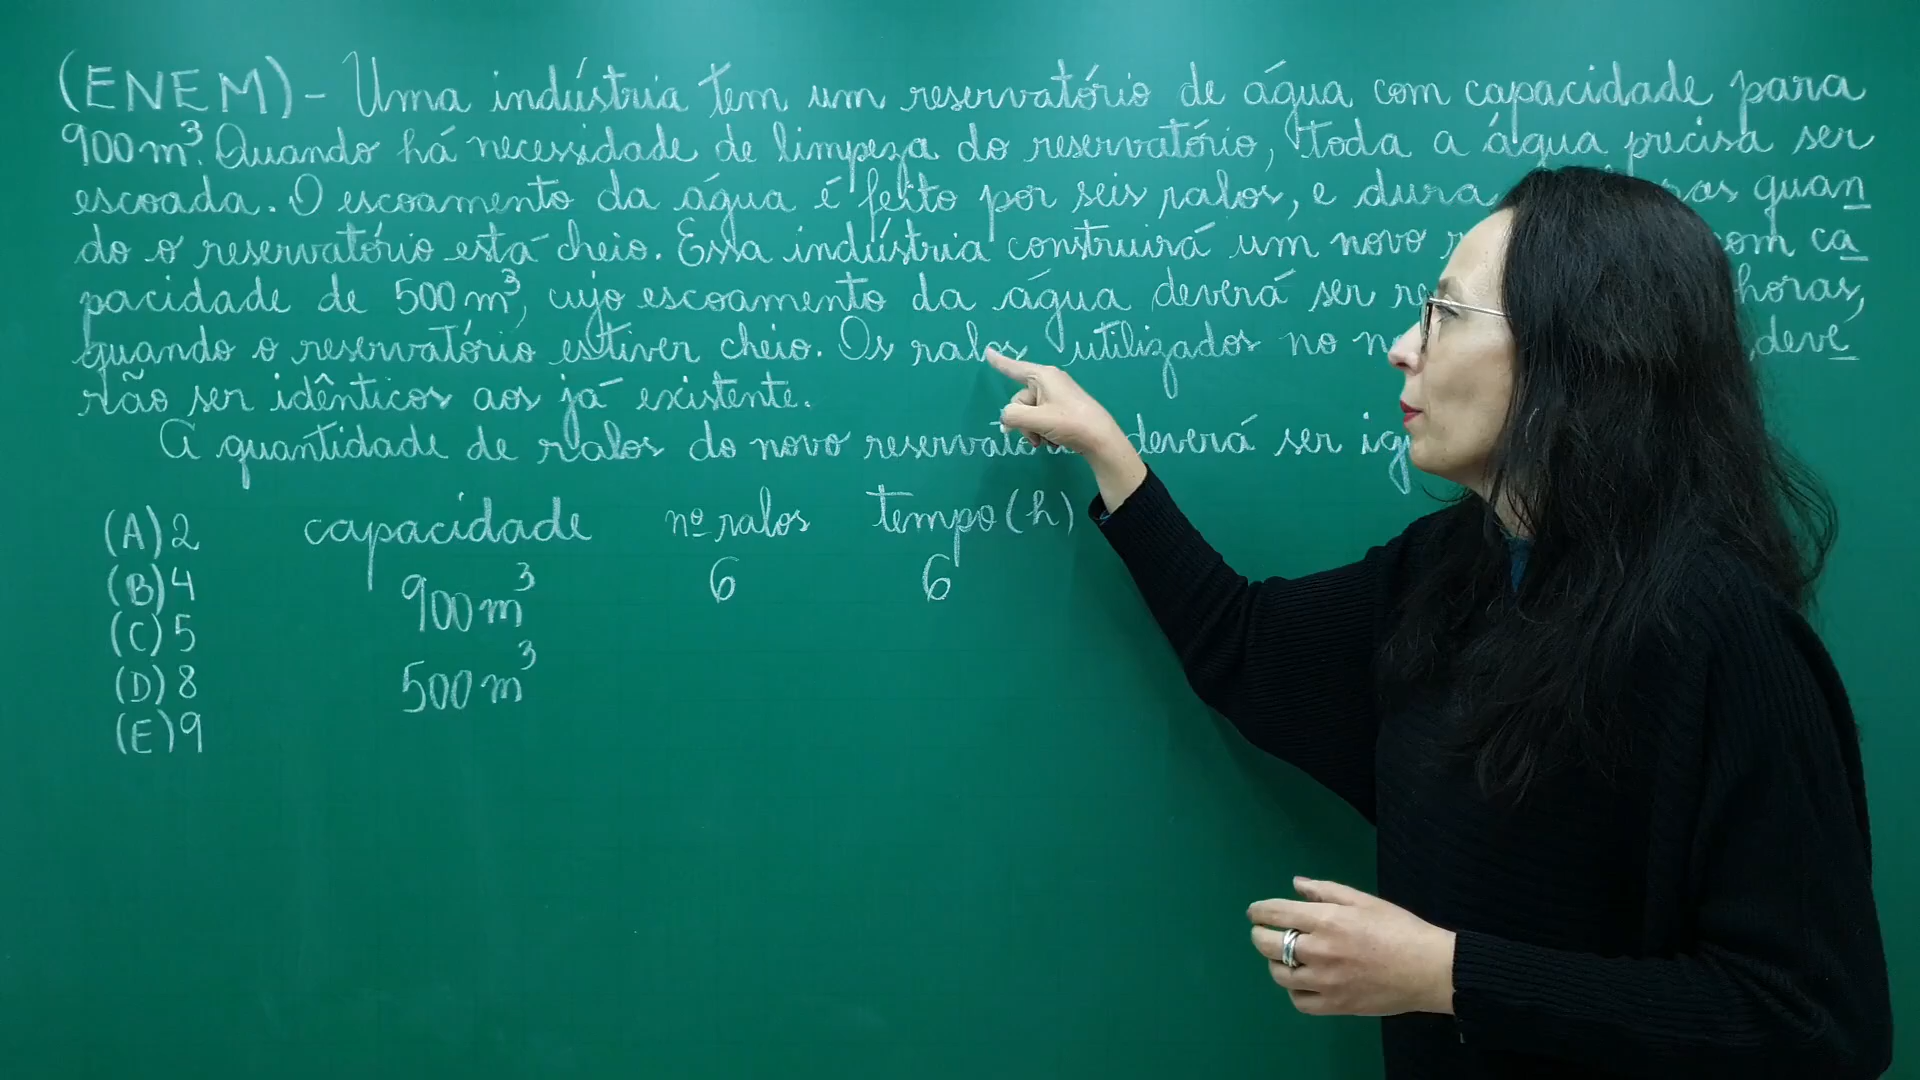 (ENEM) - Uma indústria tem um reservatório de água com capacidade para
900 m³. Quando há necessidade de limpeza do reservatório, toda a água precisa ser
escoada. O escoamento da água é feito por seis ralos, e dura quan
do o reservatório está cheio. Essa indústria construirá um novo com ca
pacidade de 500 m³, cujo escoamento da água deverá ser horas,
quando o reservatório estiver cheio. Os ralos utilizados no deve
rão ser idênticos aos já existente.
A quantidade de ralos do novo deverá ser
(A) 2 capacidade nº ralos tempo (h)
(B) 4 900 m³ 6 6
(C) 5
(D) 8 500 m³
(E) 9